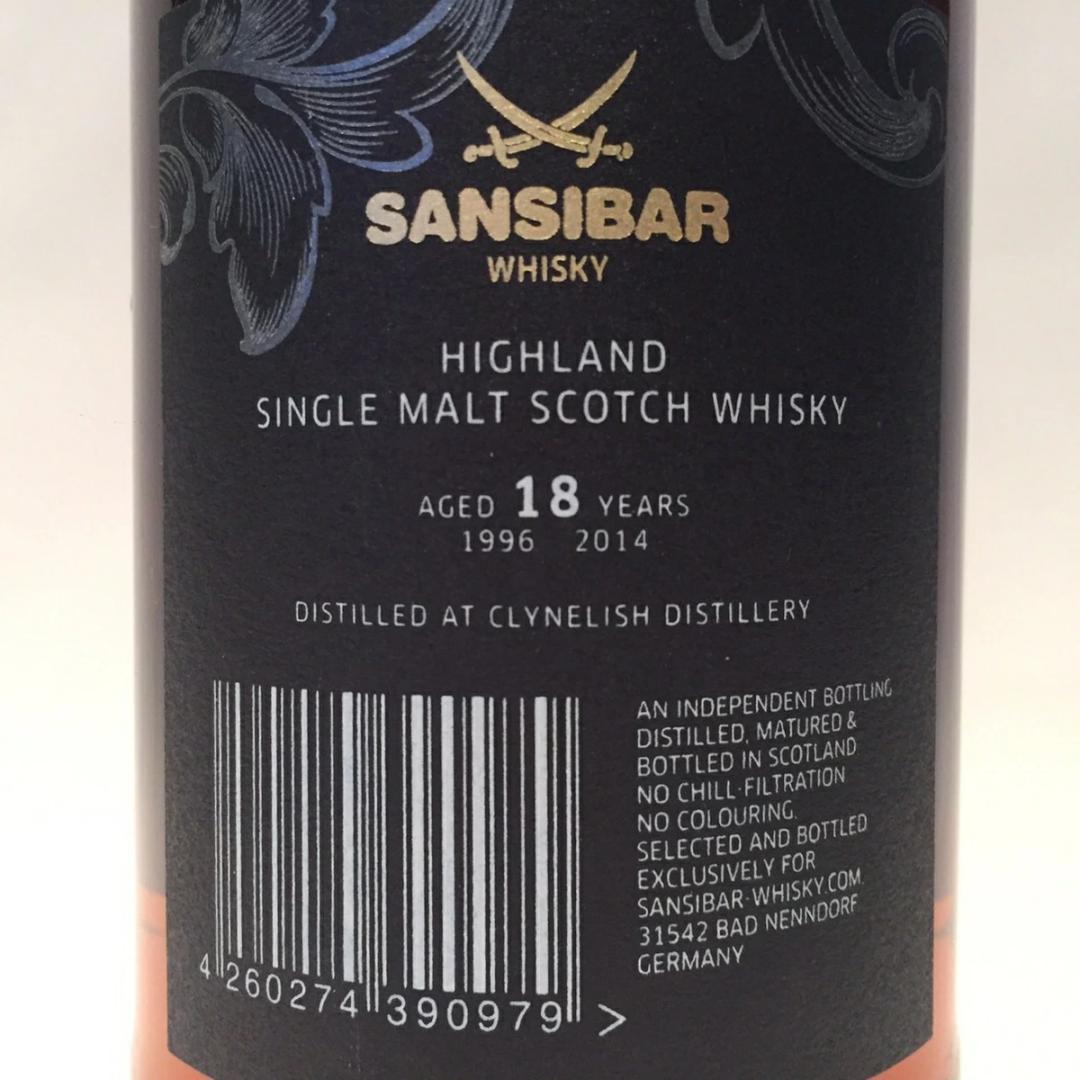 SANSIBAR
WHISKY
HIGHLAND
SINGLE MALT SCOTCH WHISKY
AGED 18 YEARS
1996 2014
DISTILLED AT CLYNELISH DISTILLERY
AN INDEPENDENT BOTTLING
DISTILLED, MATURED &
BOTTLED IN SCOTLAND
NO CHILL-FILTRATION
NO COLOURING.
SELECTED AND BOTTLED
EXCLUSIVELY FOR
SANSIBAR-WHISKY.COM.
31542 BAD NENNDORF
GERMANY
4 260274 390979 >